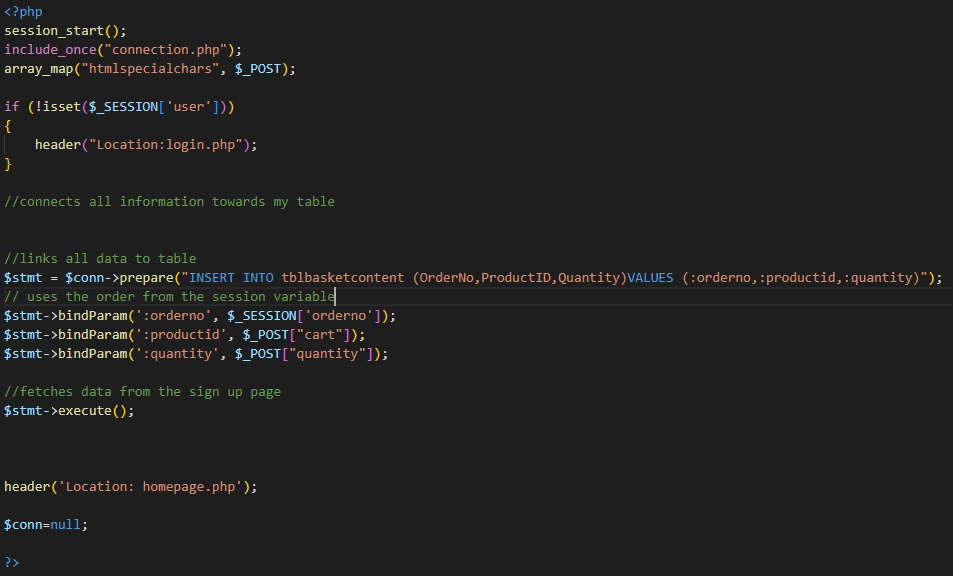 <?php
session_start();
include_once("connection.php");
array_map("htmlspecialchars", $_POST);
if (!isset($_SESSION['user']))
{
header("Location:login.php");
}
//connects all information towards my table
//links all data to table
$stmt = $conn->prepare("INSERT INTO tblbasketcontent (OrderNo,ProductID,Quantity)VALUES (:orderno,:productid,:quantity)");
// uses the order from the session variable
$stmt->bindParam(':orderno', $_SESSION['orderno']);
$stmt->bindParam(':productid', $_POST["cart"]);
$stmt->bindParam(':quantity', $_POST["quantity"]);
//fetches data from the sign up page
$stmt->execute();
header('Location: homepage.php');
$conn=null;
?>